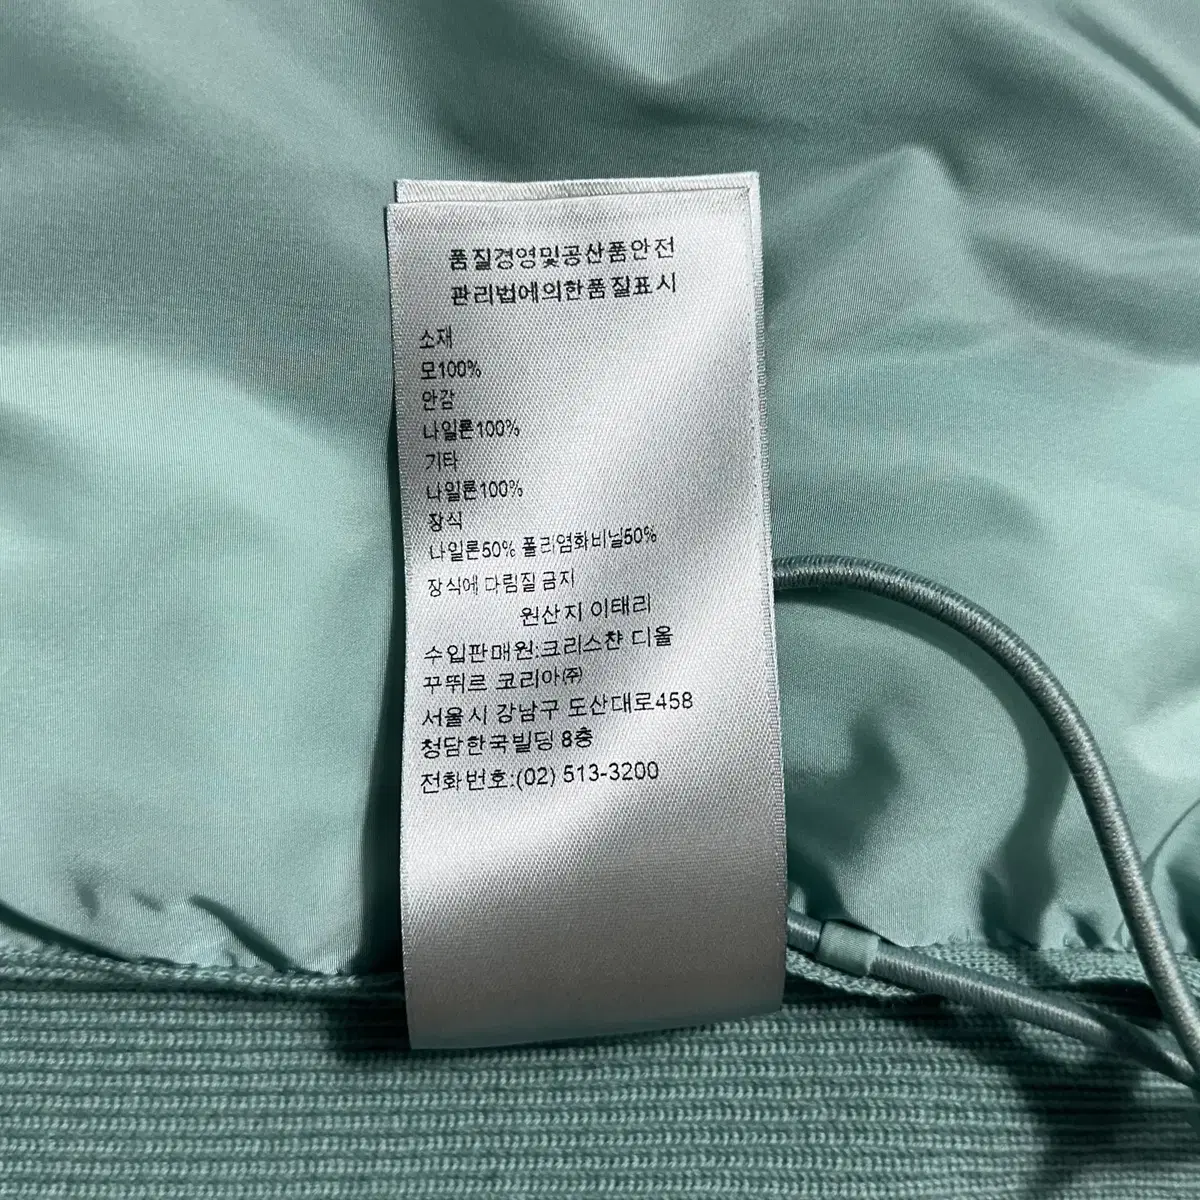 품질경영및공산품안전
관리법에의한품질표시
소재
모100%
안감
나일론100%
기타
나일론100%
장식
나일론50% 폴리염화비닐50%
장식에 다림질 금지
원산지 이태리
수입판매원:크리스챤 디올
꾸뛰르 코리아㈜
서울시 강남구 도산대로458
청담한국빌딩 8층
전화번호:(02) 513-3200